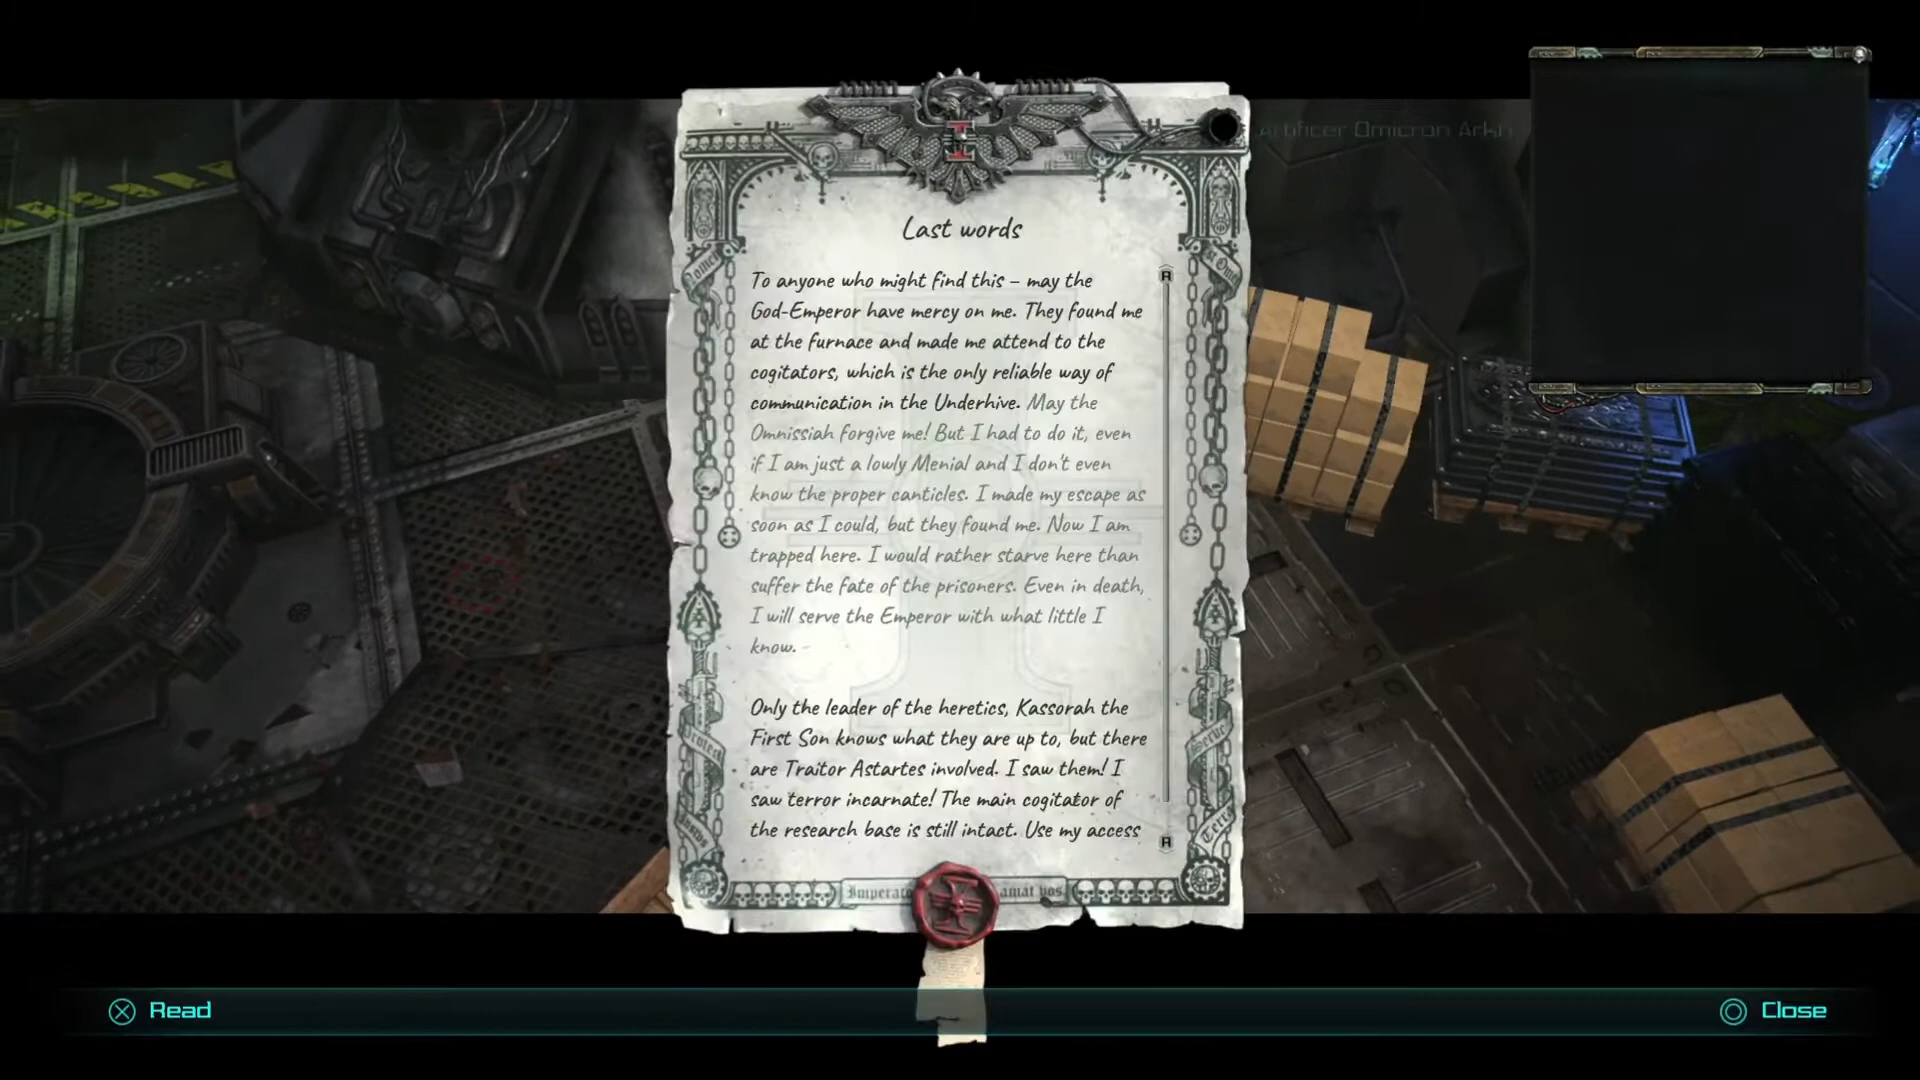 Artificer Omicron Arkh
Last words
To anyone who might find this – may the
God-Emperor have mercy on me. They found me
at the furnace and made me attend to the
cogitators, which is the only reliable way of
communication in the Underhive. May the
Omnissiah forgive me! But I had to do it, even
if I am just a lowly Menial and I don't even
know the proper canticles. I made my escape as
soon as I could, but they found me. Now I am
trapped here. I would rather starve here than
suffer the fate of the prisoners. Even in death,
I will serve the Emperor with what little I
know.
Only the leader of the heretics, Kassorah the
First Son knows what they are up to, but there
are Traitor Astartes involved. I saw them! I
saw terror incarnate! The main cogitator of
the research base is still intact. Use my access
Protect
Serve
amat vos
Read
Close